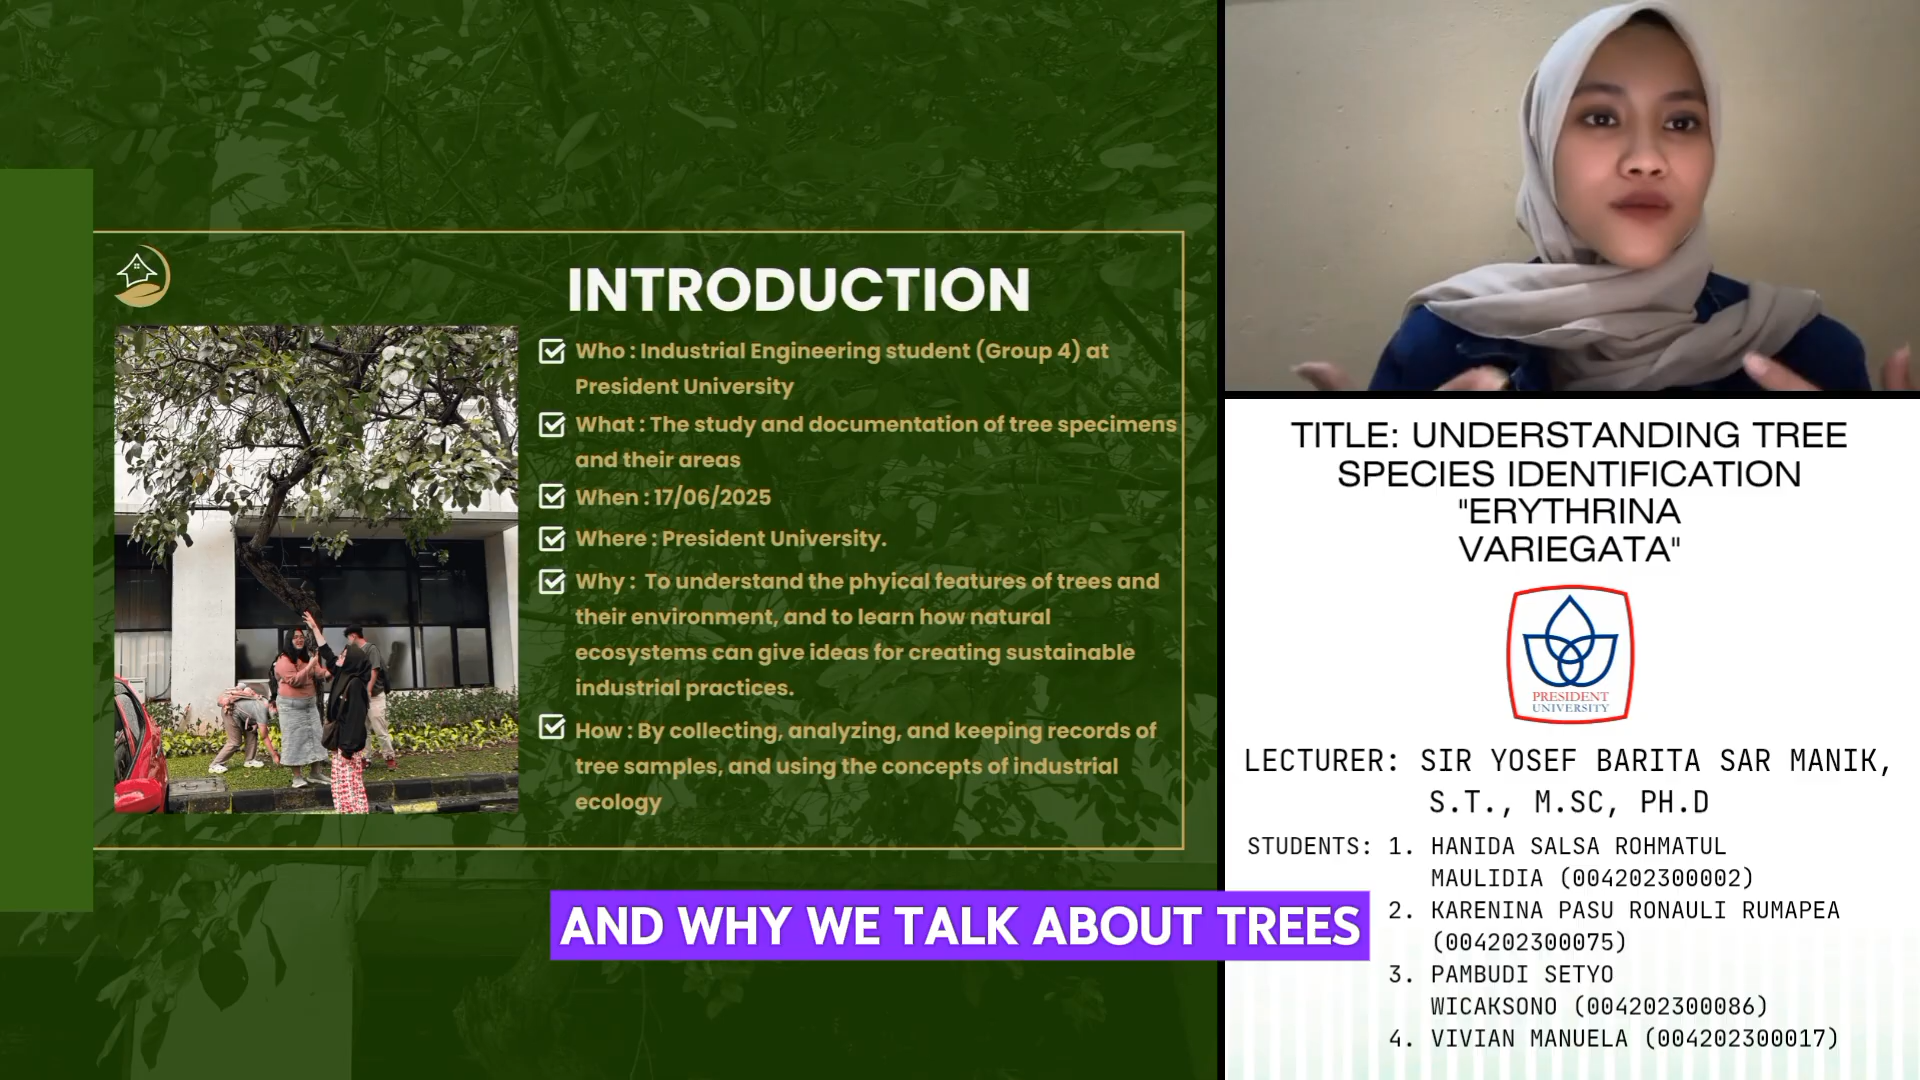 INTRODUCTION
Who : Industrial Engineering student (Group 4) at
President University
What : The study and documentation of tree specimens
and their areas
When : 17/06/2025
Where : President University.
Why :  To understand the phyical features of trees and
their environment, and to learn how natural
ecosystems can give ideas for creating sustainable
industrial practices.
How : By collecting, analyzing, and keeping records of
tree samples, and using the concepts of industrial
ecology
AND WHY WE TALK ABOUT TREES
TITLE: UNDERSTANDING TREE
SPECIES IDENTIFICATION
"ERYTHRINA
VARIEGATA"
PRESIDENT
UNIVERSITY
LECTURER: SIR YOSEF BARITA SAR MANIK,
S.T., M.SC, PH.D
STUDENTS: 1. HANIDA SALSA ROHMATUL
MAULIDIA (004202300002)
2. KARENINA PASU RONAULI RUMAPEA
(004202300075)
3. PAMBUDI SETYO
WICAKSONO (004202300086)
4. VIVIAN MANUELA (004202300017)